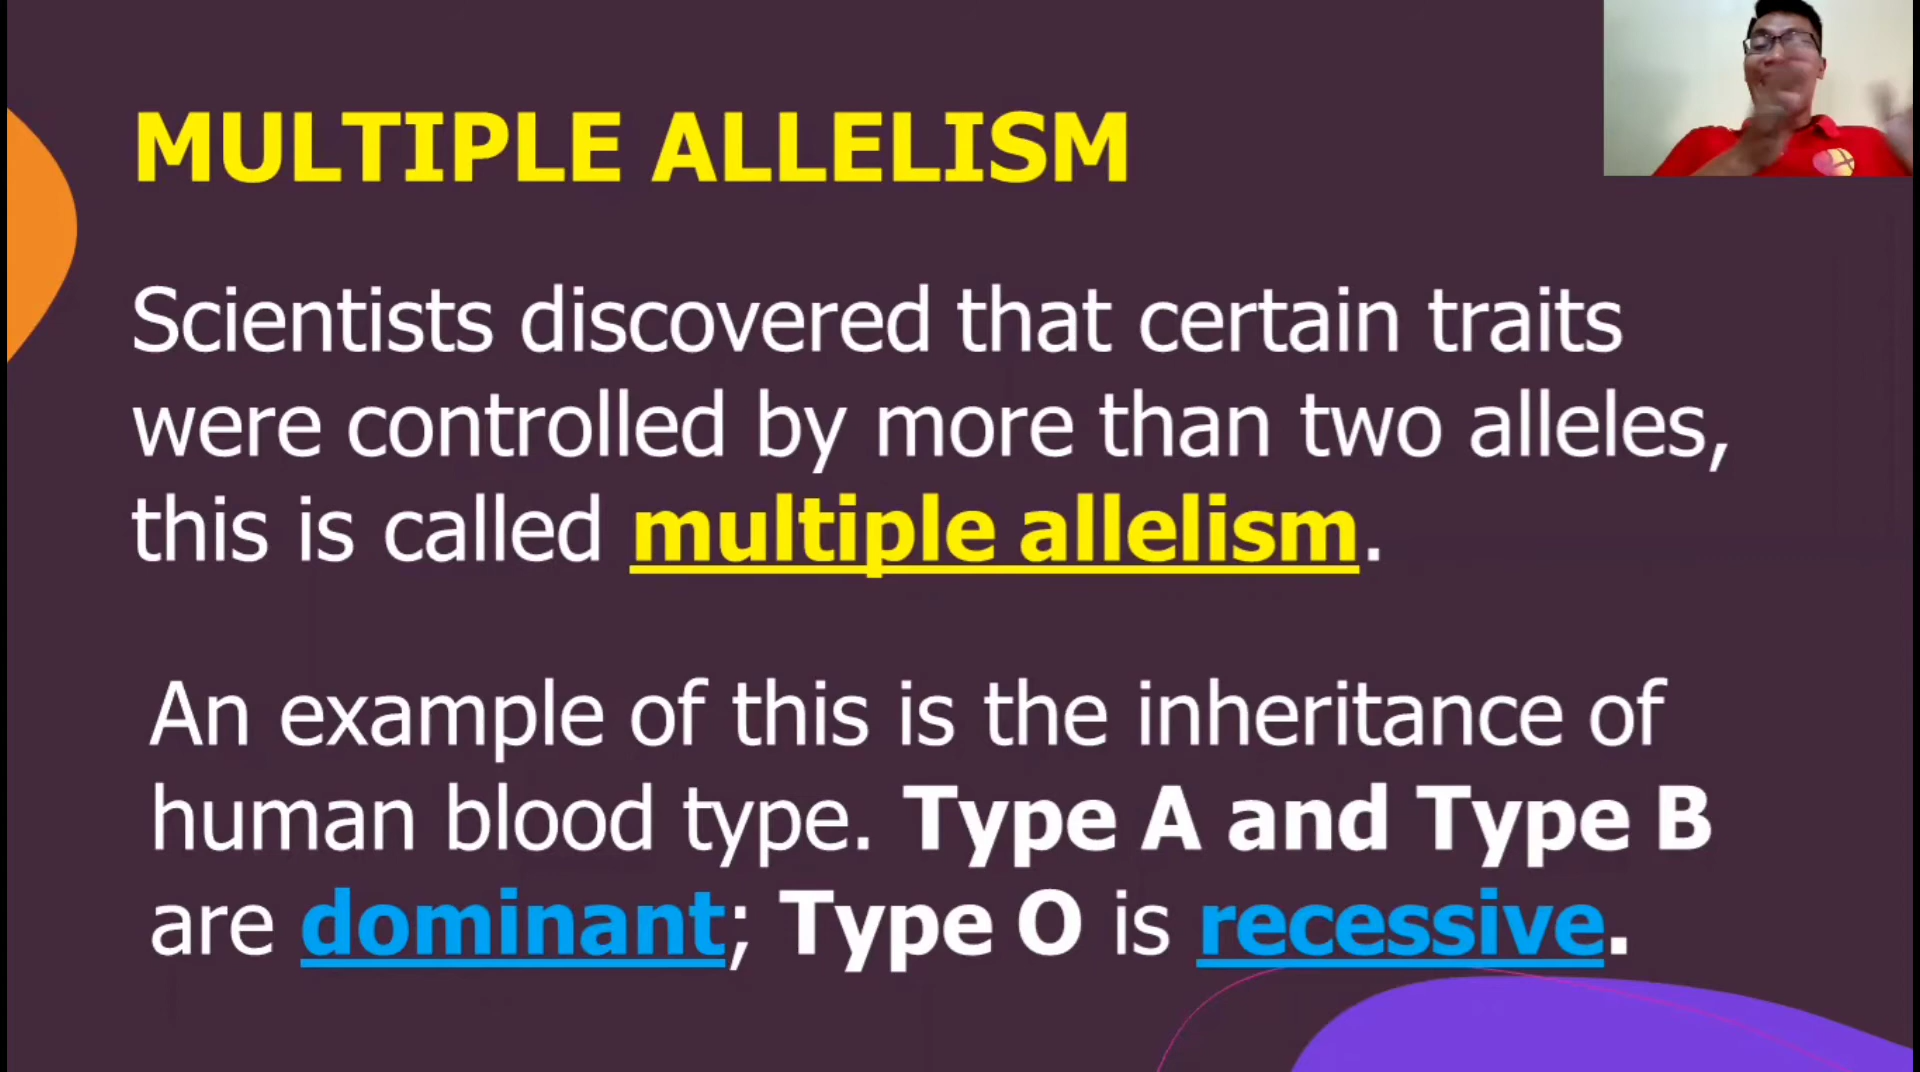 MULTIPLE ALLELISM
Scientists discovered that certain traits
were controlled by more than two alleles,
this is called multiple allelism.
An example of this is the inheritance of
human blood type. Type A and Type B
are dominant; Type O is recessive.